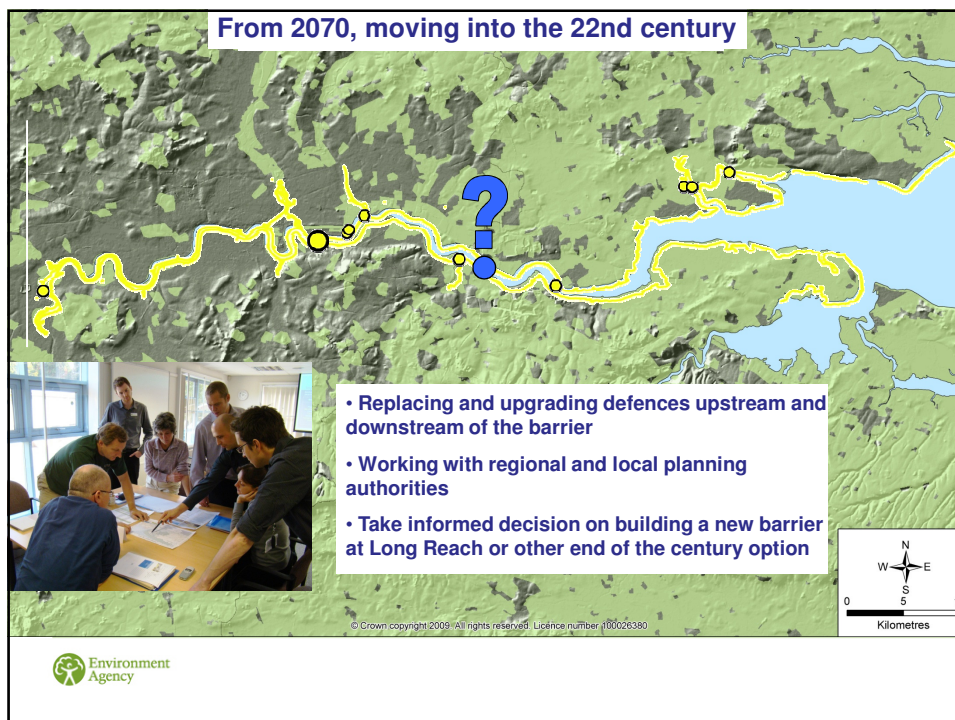 From 2070, moving into the 22nd century
?
• Replacing and upgrading defences upstream and
downstream of the barrier
• Working with regional and local planning
authorities
• Take informed decision on building a new barrier
at Long Reach or other end of the century option
N
W E
S
0 5 1
Kilometres
© Crown copyright 2009. All rights reserved. Licence number 100026380
Environment
Agency